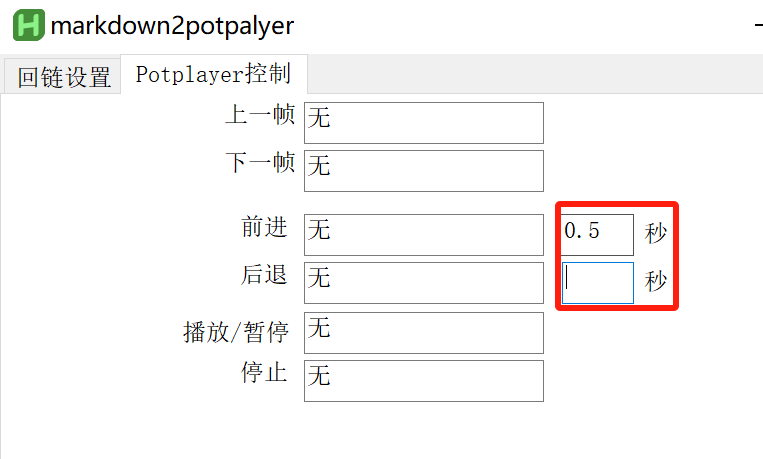 markdown2potpalyer
回链设置 Potplayer控制
上一帧 无
下一帧 无
前进 无 0.5 秒
后退 无 秒
播放/暂停 无
停止 无